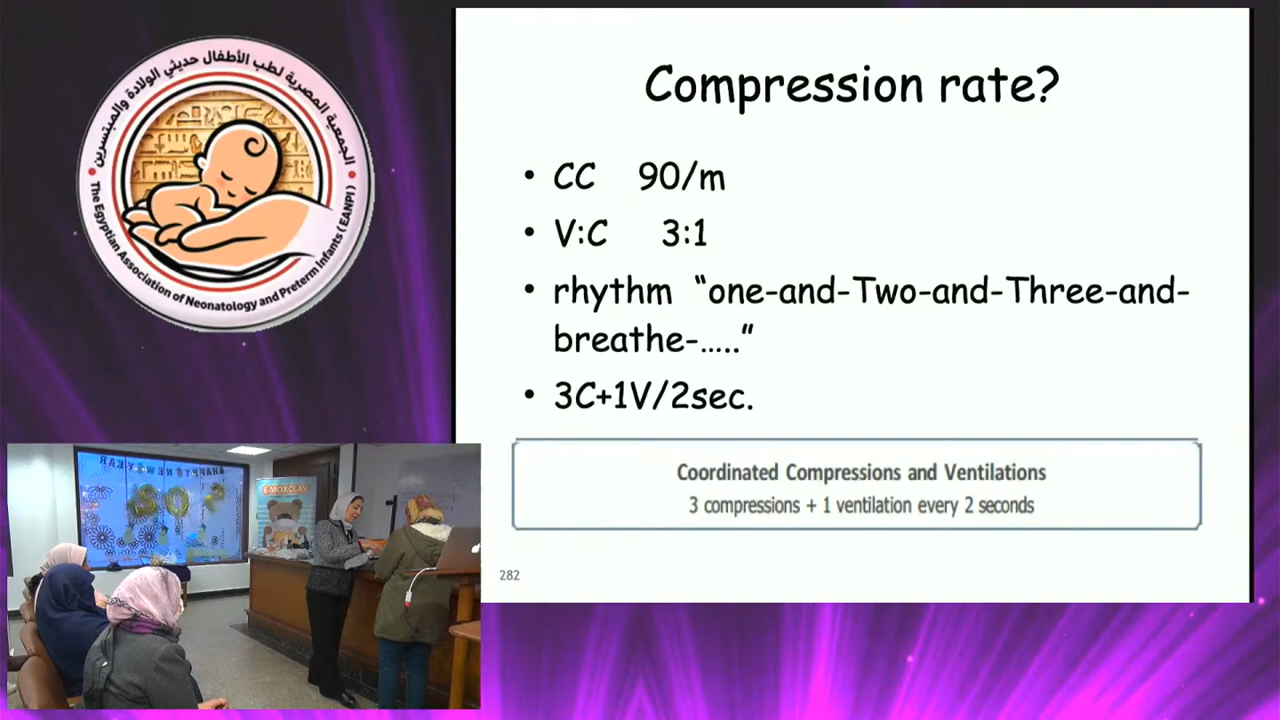 الجمعية المصرية لطب الأطفال حديثي الولادة والمبتسرين
The Egyptian Association of Neonatology and Preterm Infants ( EANPI )
Compression rate?
• CC 90/m
• V:C 3:1
• rhythm “one-and-Two-and-Three-and-
breathe-…..”
• 3C+1V/2sec.
Coordinated Compressions and Ventilations
3 compressions + 1 ventilation every 2 seconds
282
HAPPY NEW YEAR
E-MOXCLAV